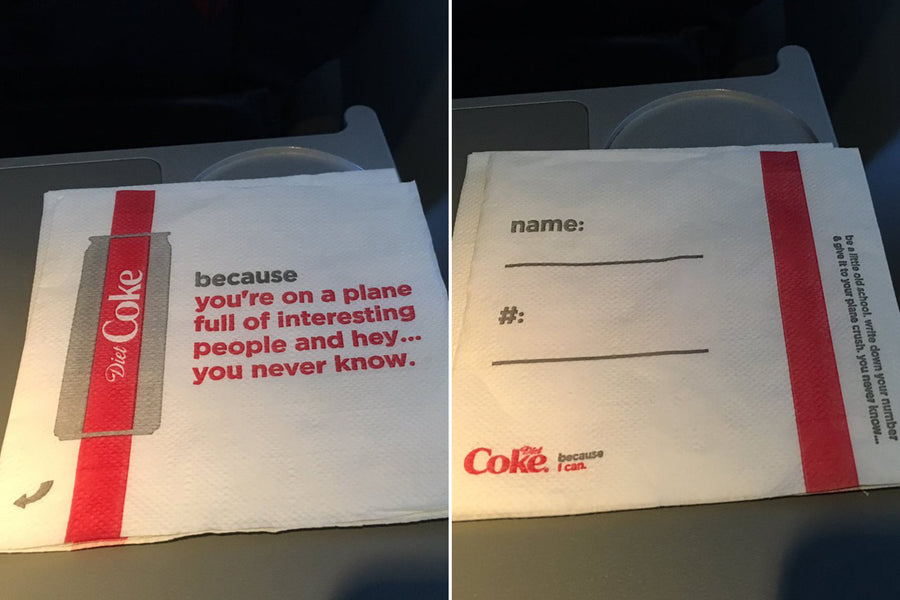 Diet Coke
because
you're on a plane
full of interesting
people and hey...
you never know.
name:
#:
be a little old school. write down your number
& give it to your plane crush. you never know...
Diet
Coke.
because
I can.